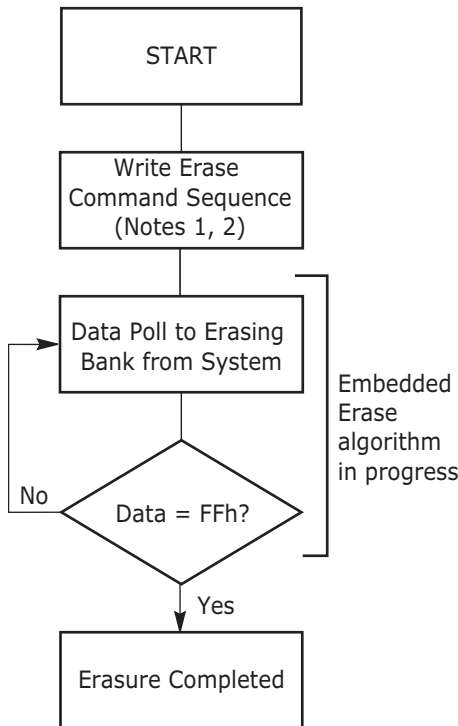 START
Write Erase
Command Sequence
(Notes 1, 2)
Data Poll to Erasing
Bank from System
Embedded
Erase
algorithm
in progress
No
Data = FFh?
Yes
Erasure Completed